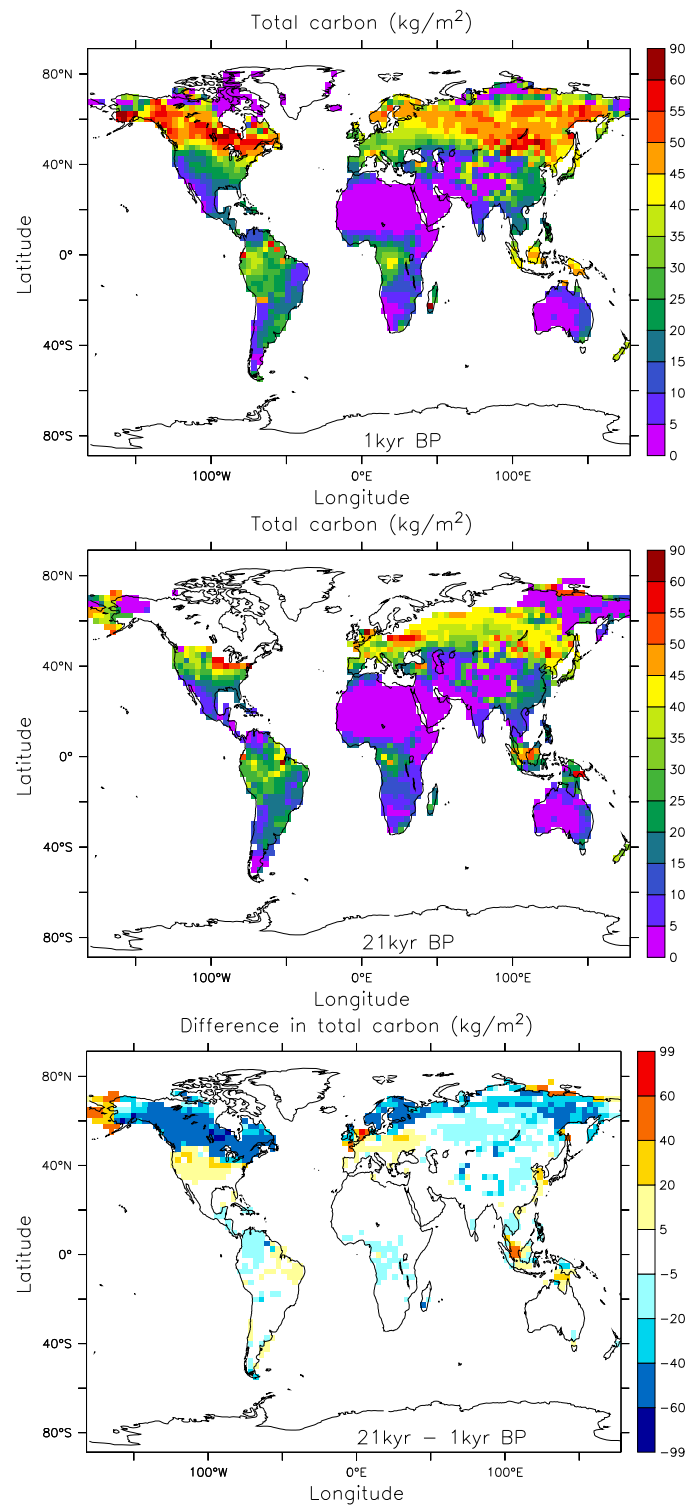 Total carbon (kg/m²)
90
60
55
50
45
40
35
30
25
20
15
10
5
0
80°N
40°N
0°
40°S
80°S
Latitude
1kyr BP
100°W
0°E
100°E
Longitude
Total carbon (kg/m²)
90
60
55
50
45
40
35
30
25
20
15
10
5
0
80°N
40°N
0°
40°S
80°S
Latitude
21kyr BP
100°W
0°E
100°E
Longitude
Difference in total carbon (kg/m²)
99
60
40
20
5
−5
−20
−40
−60
−99
80°N
40°N
0°
40°S
80°S
Latitude
21kyr − 1kyr BP
100°W
0°E
100°E
Longitude